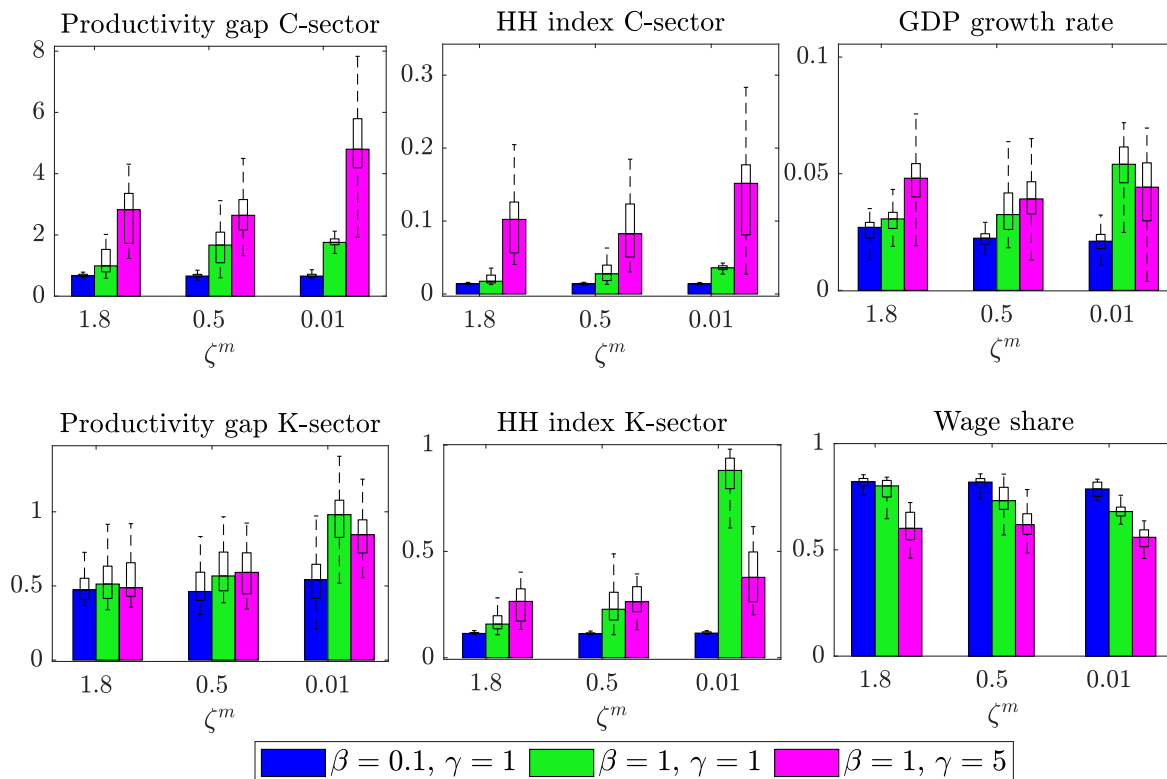 Productivity gap C-sector
8
6
4
2
0
1.8 0.5 0.01
ζ^m
HH index C-sector
0.3
0.2
0.1
0
1.8 0.5 0.01
ζ^m
GDP growth rate
0.1
0.05
0
1.8 0.5 0.01
ζ^m
Productivity gap K-sector
1
0.5
0
1.8 0.5 0.01
ζ^m
HH index K-sector
1
0.5
0
1.8 0.5 0.01
ζ^m
Wage share
1
0.5
0
1.8 0.5 0.01
ζ^m
β = 0.1, γ = 1 β = 1, γ = 1 β = 1, γ = 5